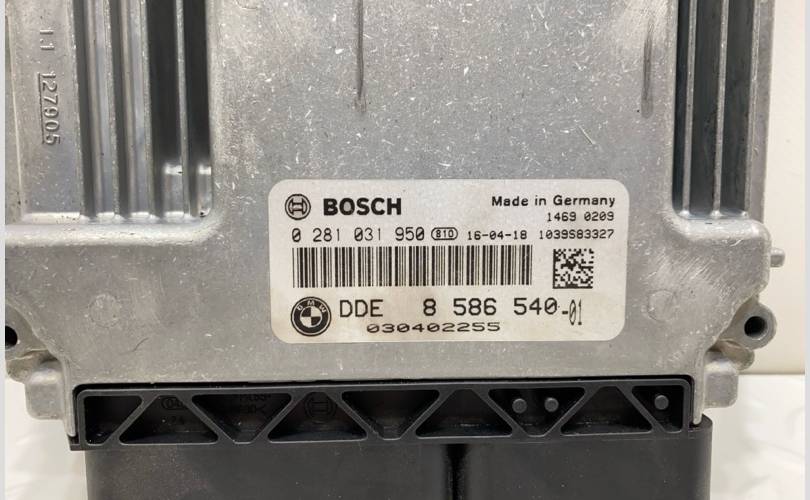 11 127905
BOSCH
Made in Germany
1469 0209
0 281 031 950 810 16-04-18 1039S83327
BMW DDE 8 586 540-01
030402255